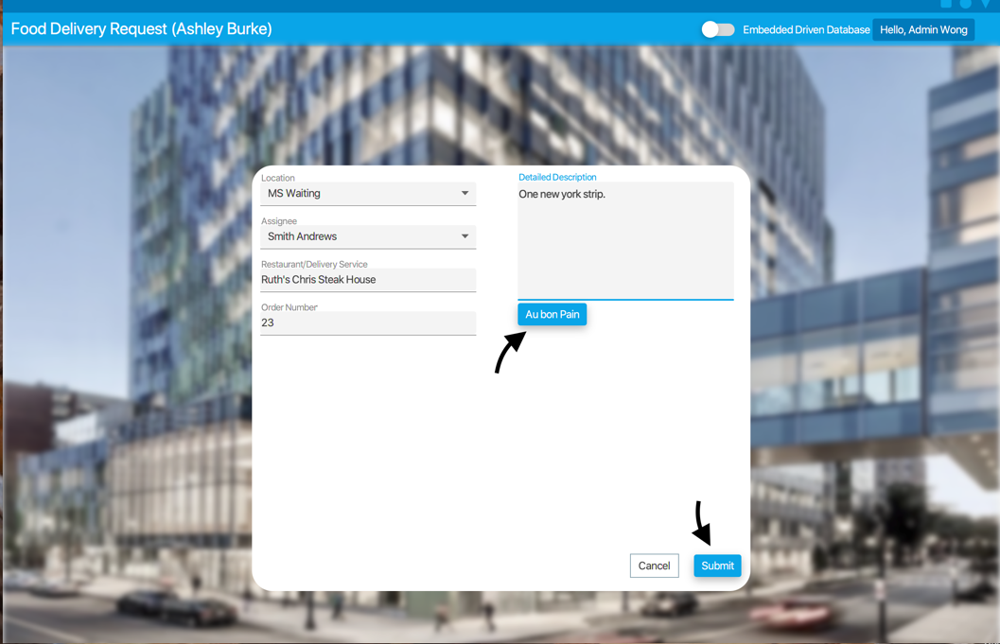 Food Delivery Request (Ashley Burke)
Embedded Driven Database
Hello, Admin Wong
Location
MS Waiting
Assignee
Smith Andrews
Restaurant/Delivery Service
Ruth's Chris Steak House
Order Number
23
Detailed Description
One new york strip.
Au bon Pain
Cancel
Submit